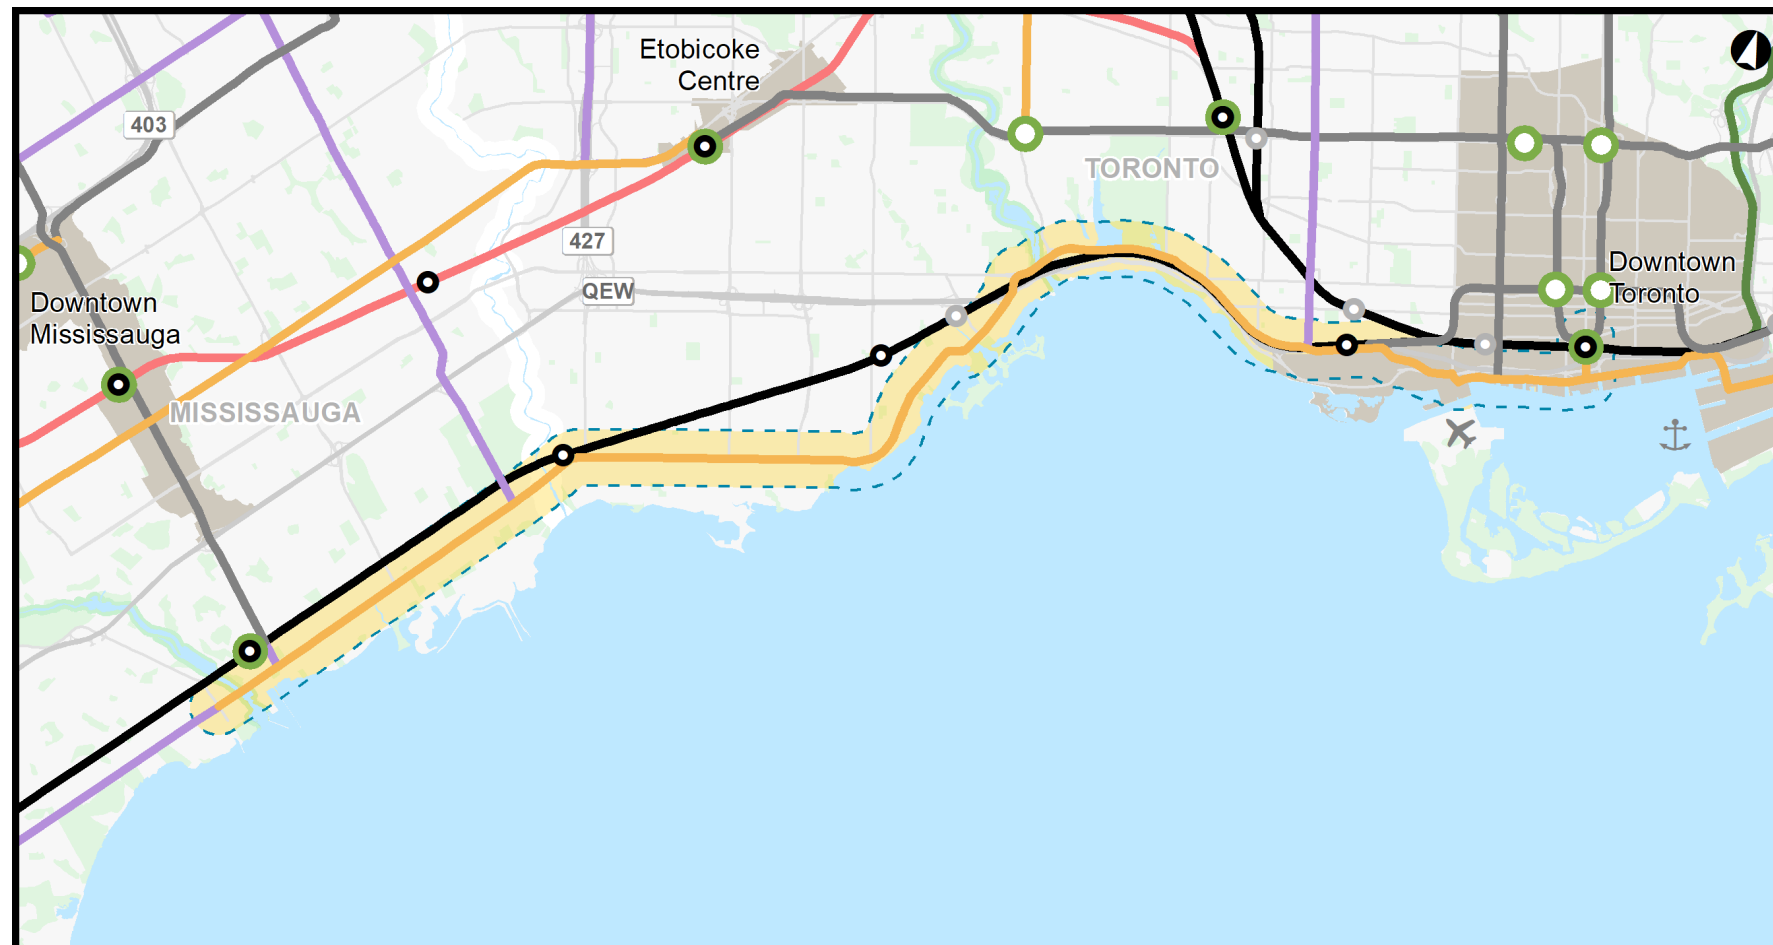 Etobicoke
Centre
403
TORONTO
427
QEW
Downtown
Toronto
Downtown
Mississauga
MISSISSAUGA